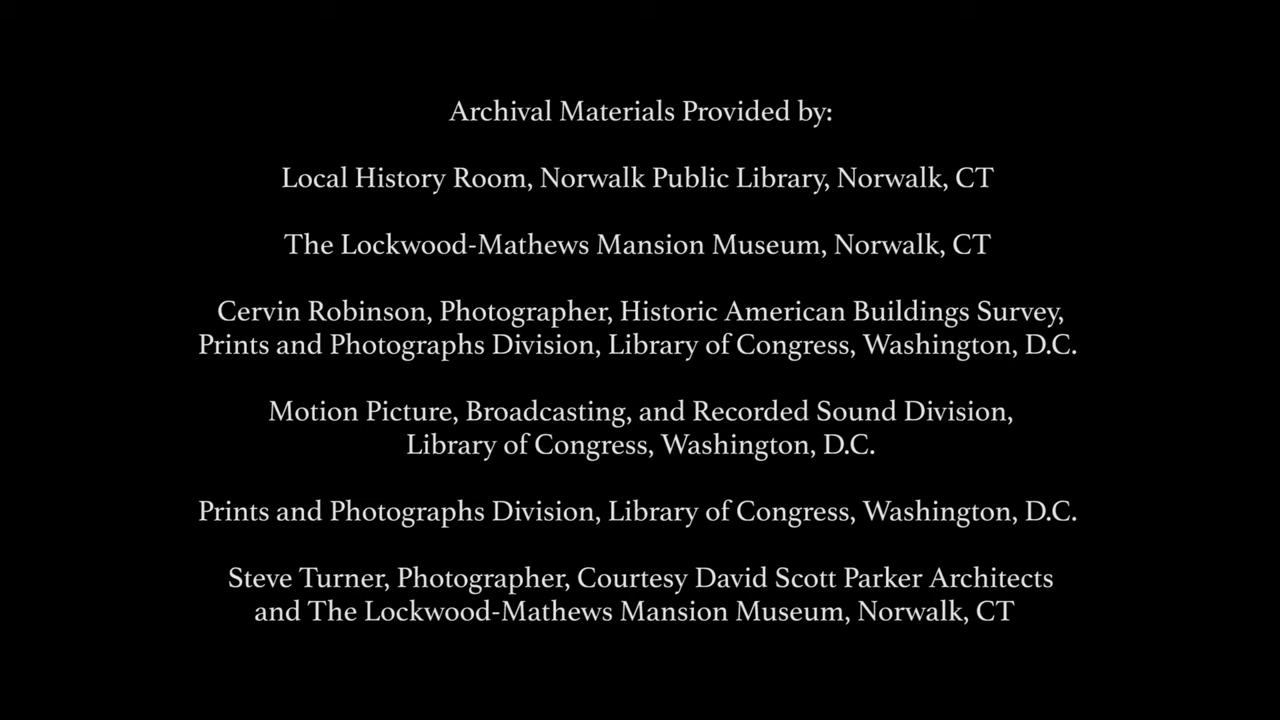 Archival Materials Provided by:
Local History Room, Norwalk Public Library, Norwalk, CT
The Lockwood-Mathews Mansion Museum, Norwalk, CT
Cervin Robinson, Photographer, Historic American Buildings Survey,
Prints and Photographs Division, Library of Congress, Washington, D.C.
Motion Picture, Broadcasting, and Recorded Sound Division,
Library of Congress, Washington, D.C.
Prints and Photographs Division, Library of Congress, Washington, D.C.
Steve Turner, Photographer, Courtesy David Scott Parker Architects
and The Lockwood-Mathews Mansion Museum, Norwalk, CT